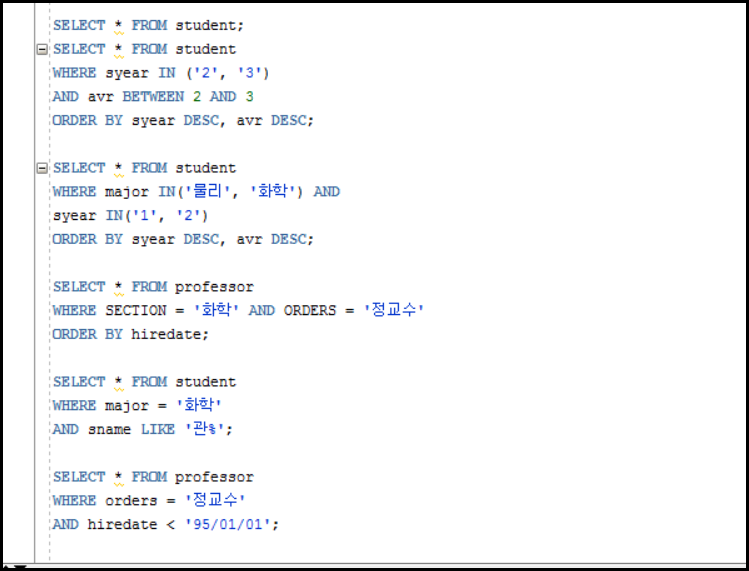 SELECT * FROM student;
SELECT * FROM student
WHERE syear IN ('2', '3')
AND avr BETWEEN 2 AND 3
ORDER BY syear DESC, avr DESC;
SELECT * FROM student
WHERE major IN('물리', '화학') AND
syear IN('1', '2')
ORDER BY syear DESC, avr DESC;
SELECT * FROM professor
WHERE SECTION = '화학' AND ORDERS = '정교수'
ORDER BY hiredate;
SELECT * FROM student
WHERE major = '화학'
AND sname LIKE '관%';
SELECT * FROM professor
WHERE orders = '정교수'
AND hiredate < '95/01/01';